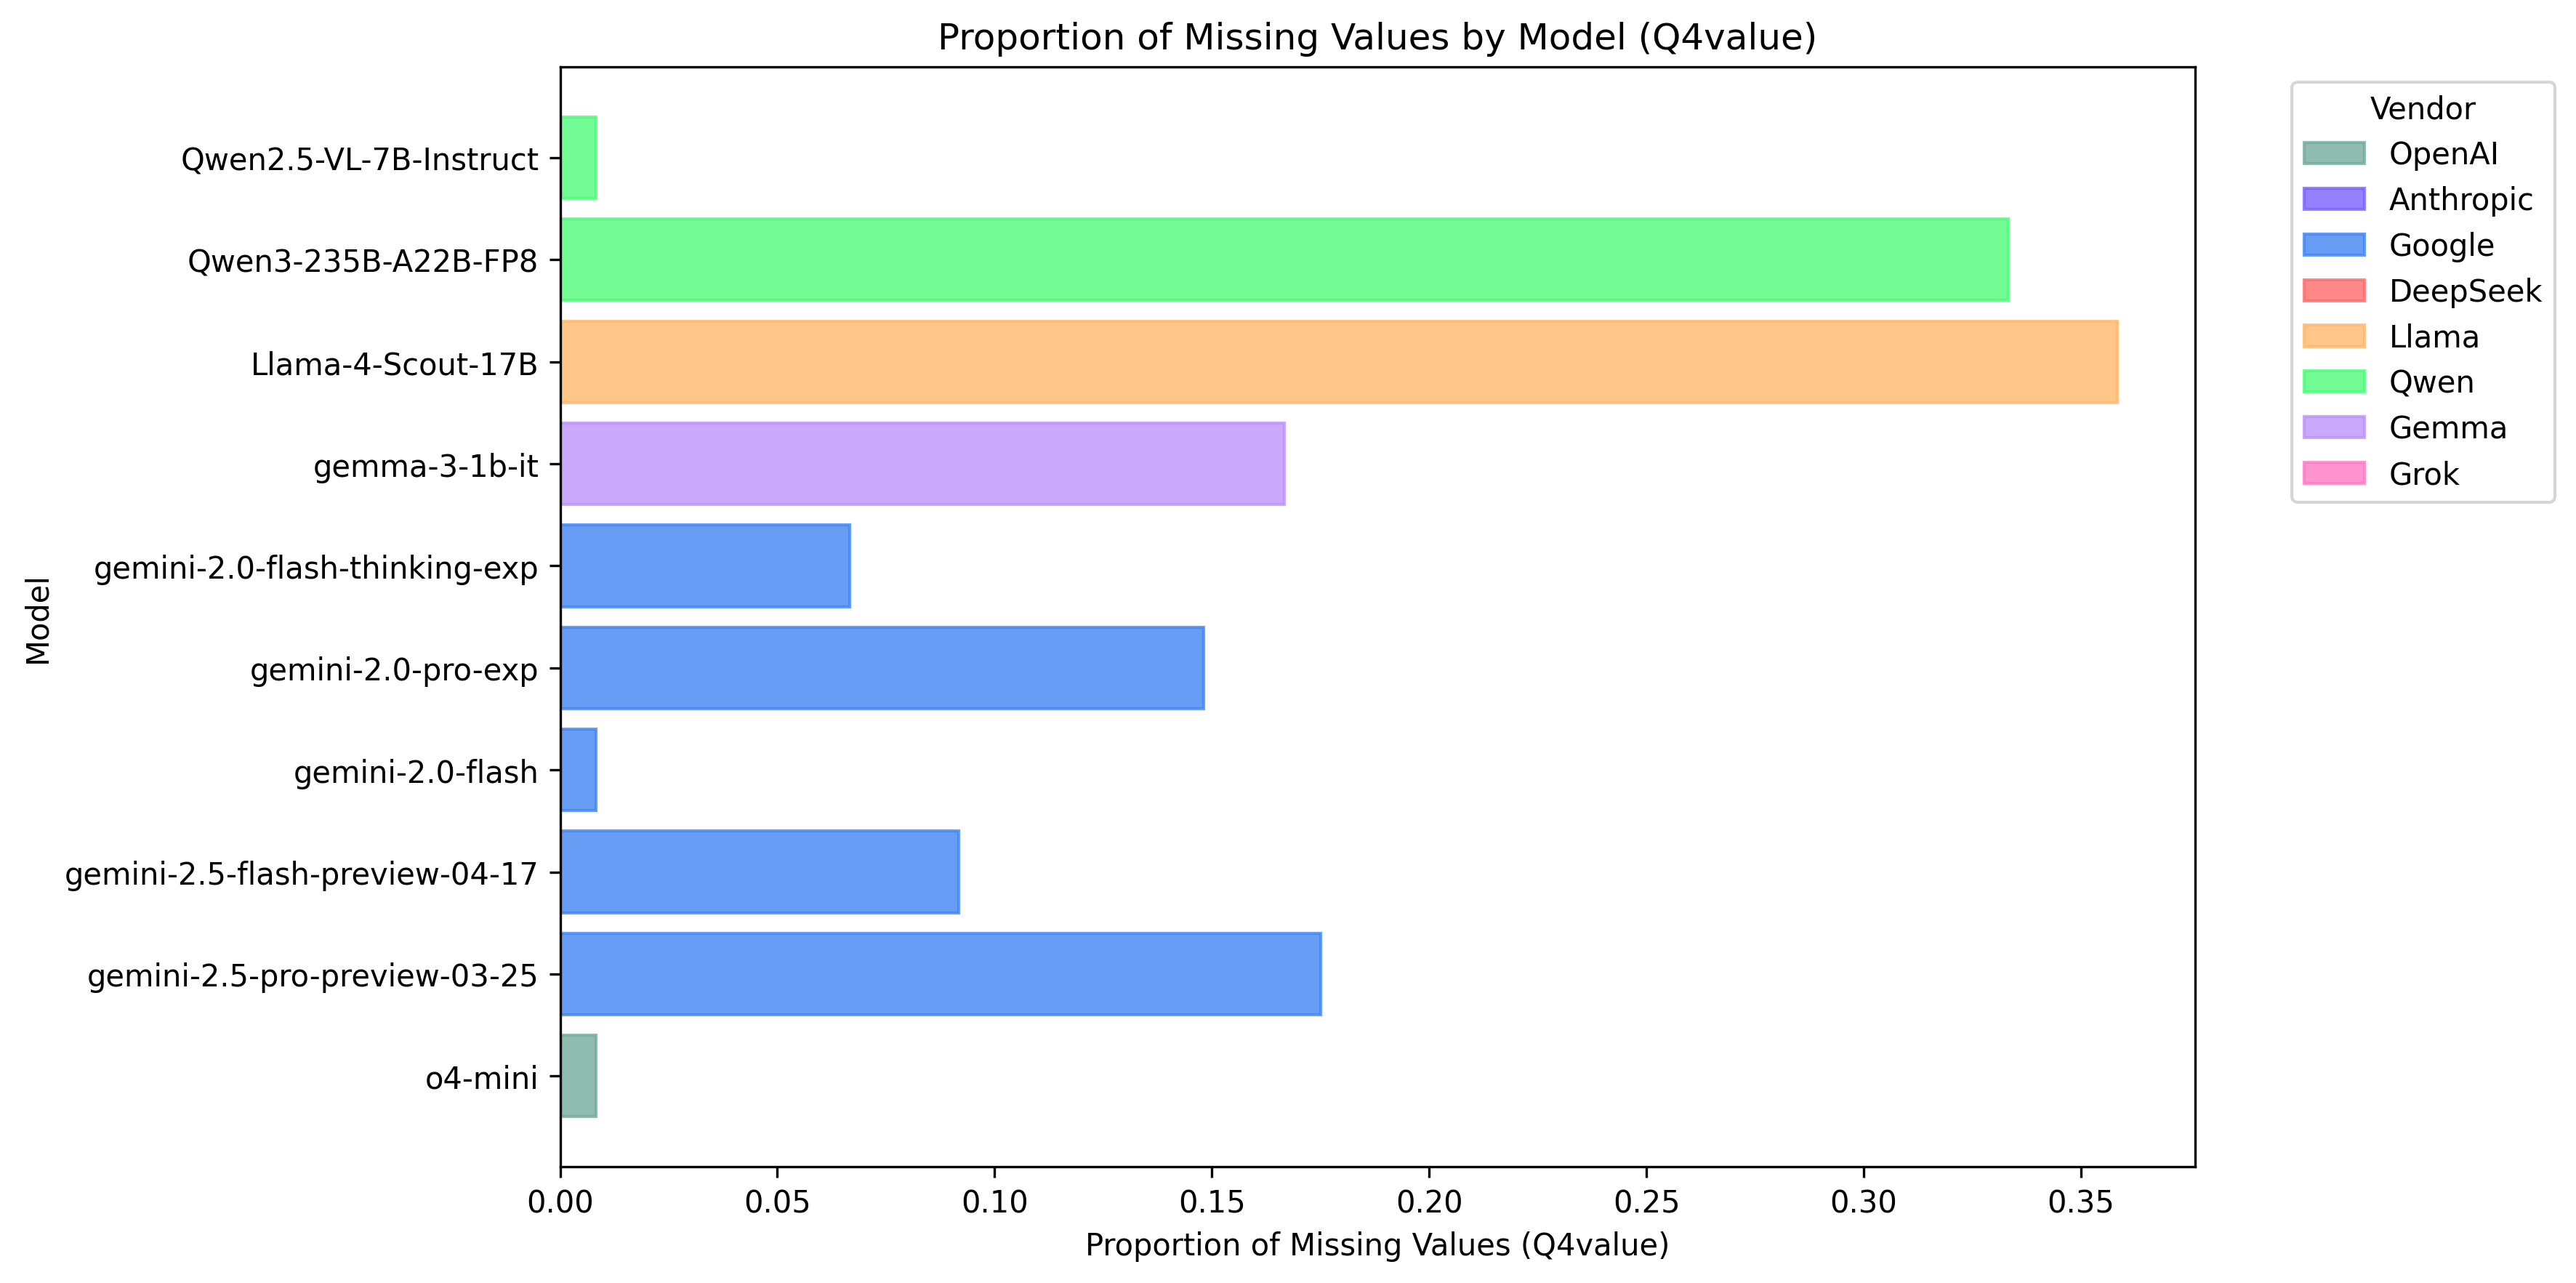 Proportion of Missing Values by Model (Q4value)
Model
Qwen2.5-VL-7B-Instruct
Qwen3-235B-A22B-FP8
Llama-4-Scout-17B
gemma-3-1b-it
gemini-2.0-flash-thinking-exp
gemini-2.0-pro-exp
gemini-2.0-flash
gemini-2.5-flash-preview-04-17
gemini-2.5-pro-preview-03-25
o4-mini
0.00 0.05 0.10 0.15 0.20 0.25 0.30 0.35
Proportion of Missing Values (Q4value)
Vendor
OpenAI
Anthropic
Google
DeepSeek
Llama
Qwen
Gemma
Grok